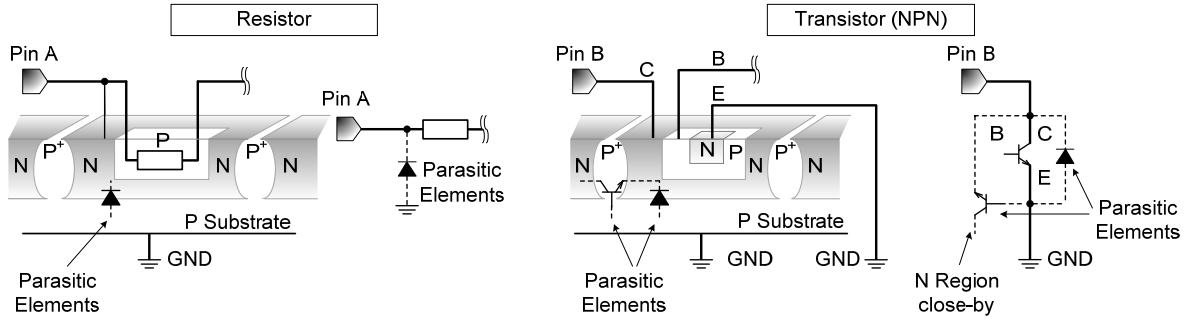 Resistor
Transistor (NPN)
Pin A
Pin B
C
B
E
Pin B
Pin A
N
P+
N
P
N
P+
N
N
P+
N
N
P
N
P+
N
B
C
E
Parasitic
Elements
P Substrate
P Substrate
Parasitic
Elements
GND
GND
GND
Parasitic
Elements
Parasitic
Elements
N Region
close-by